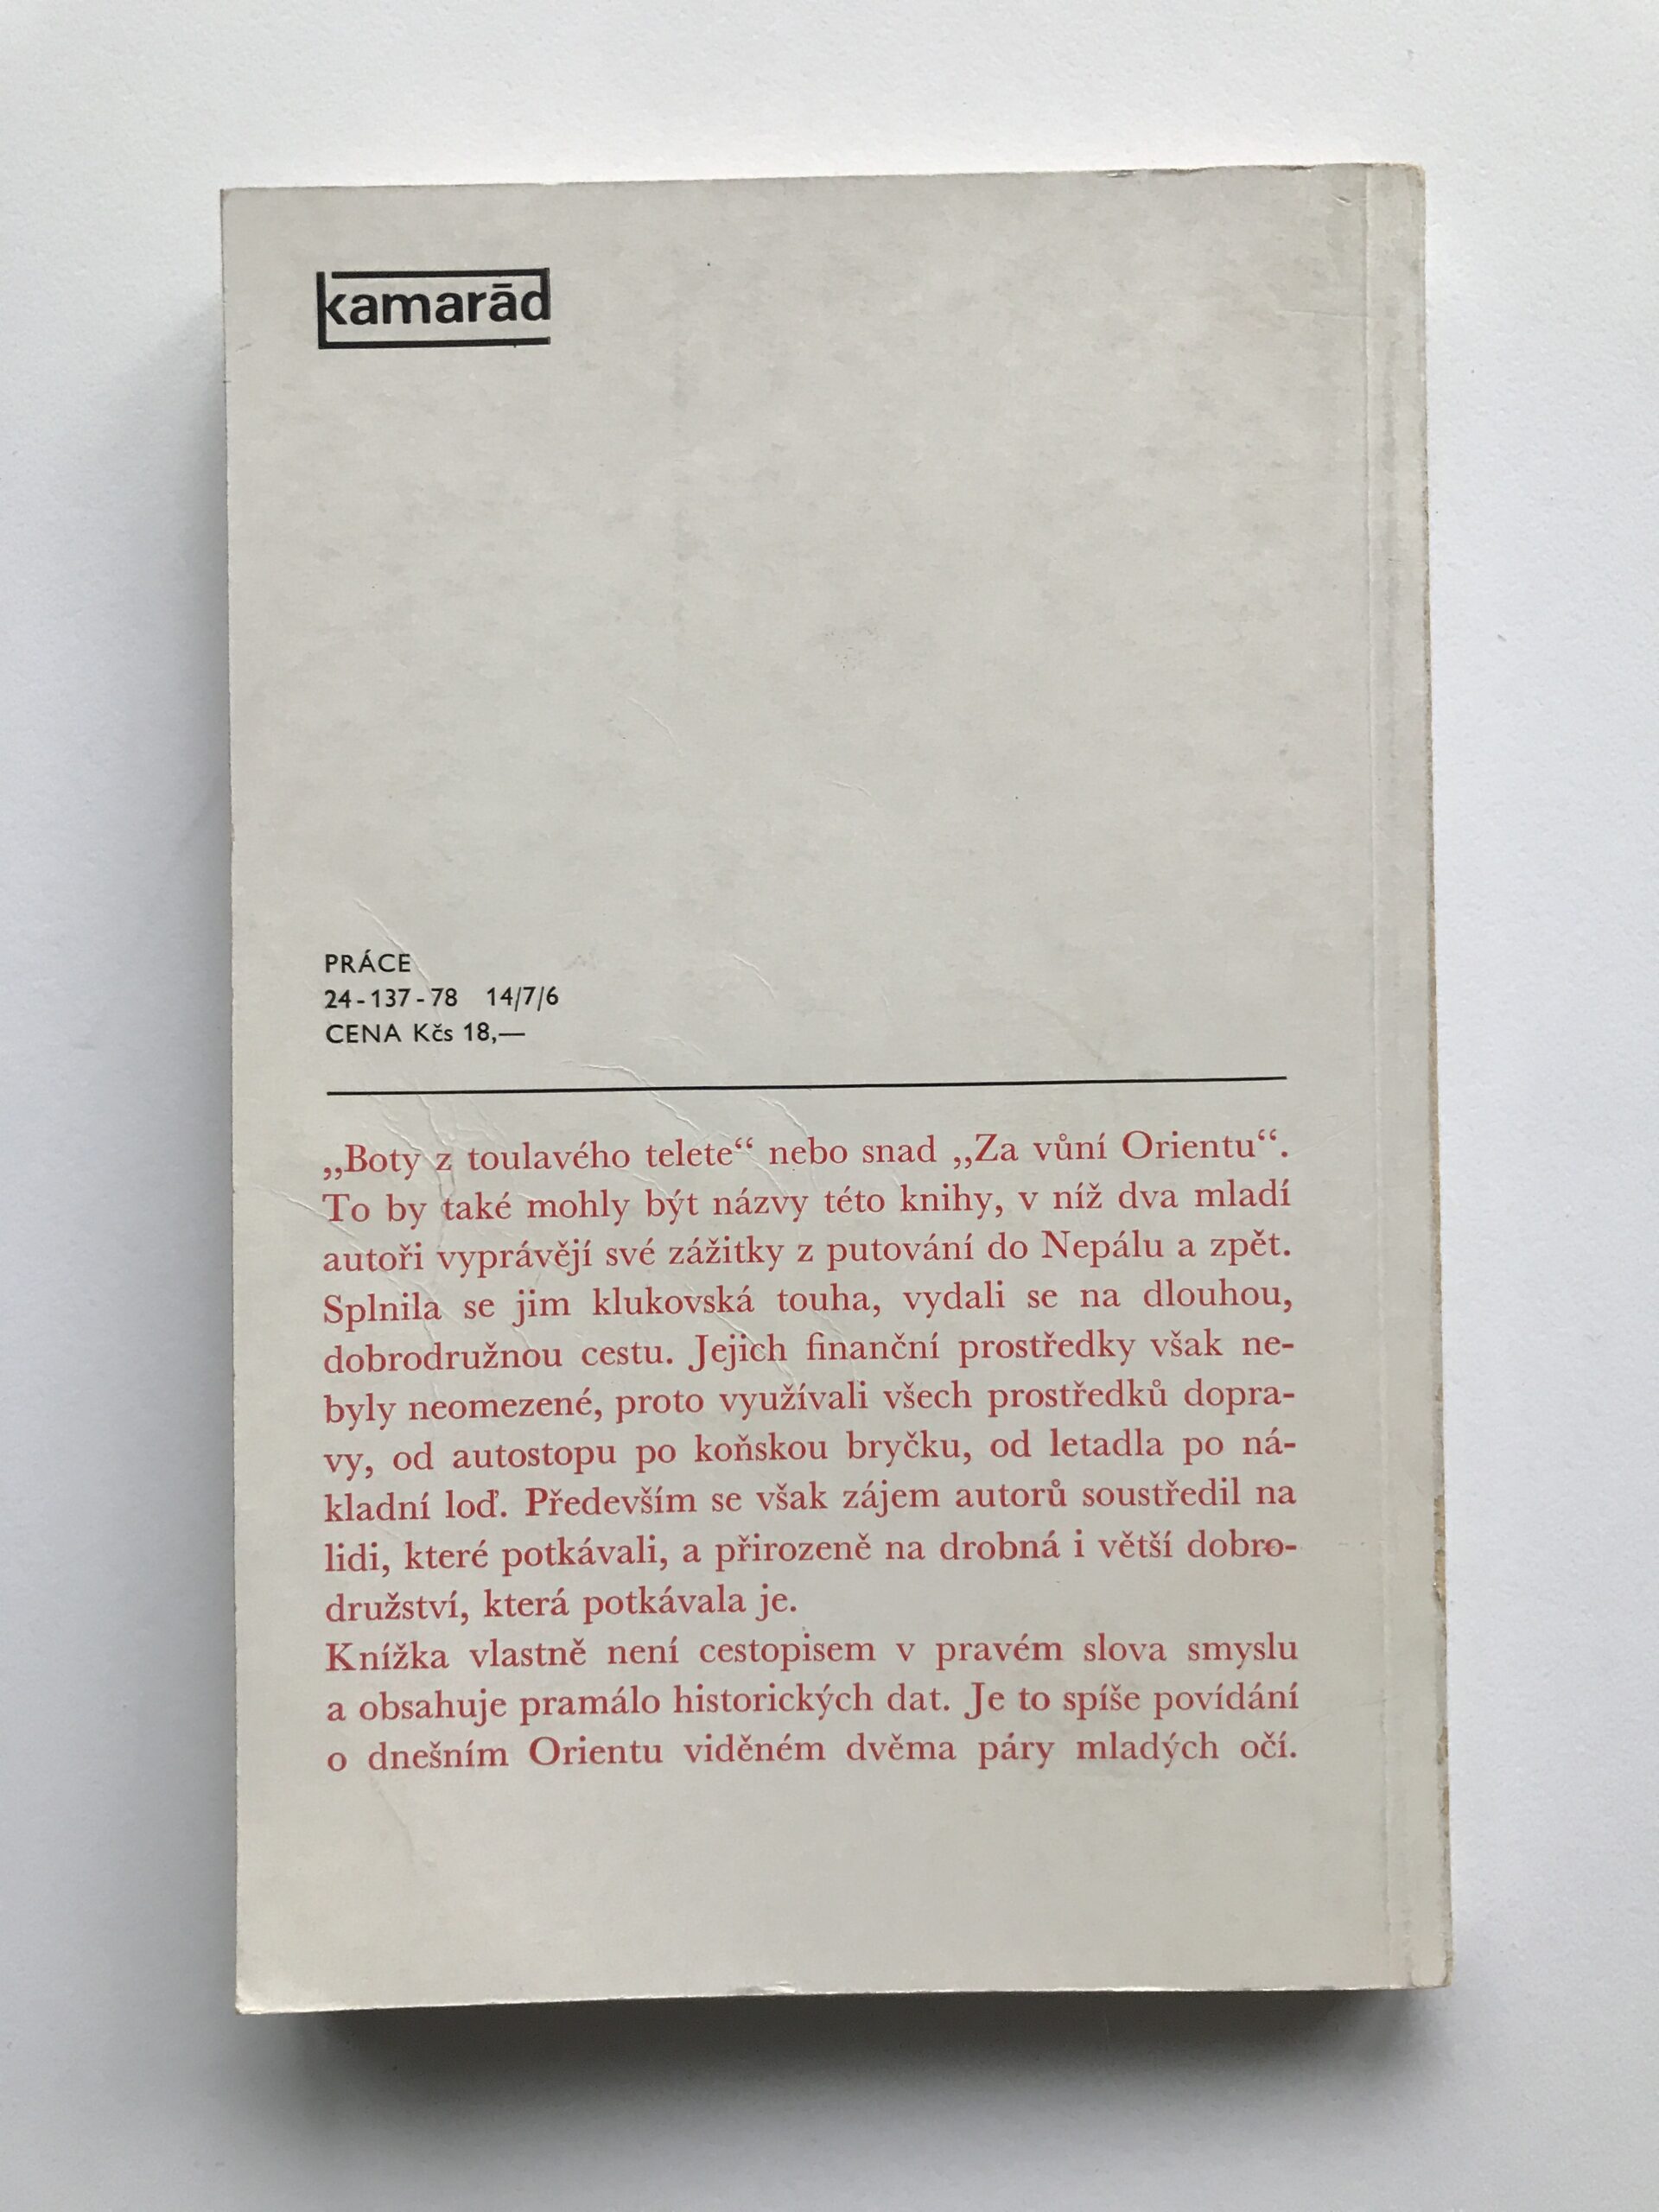 kamarād
PRÁCE
24-137-78 14/7/6
CENA Kčs 18,—
„Boty z toulavého telete“ nebo snad „Za vůní Orientu“.
To by také mohly být názvy této knihy, v níž dva mladí
autoři vyprávějí své zážitky z putování do Nepálu a zpět.
Splnila se jim klukovská touha, vydali se na dlouhou,
dobrodružnou cestu. Jejich finanční prostředky však ne-
byly neomezené, proto využívali všech prostředků dopra-
vy, od autostopu po koňskou bryčku, od letadla po ná-
kladní loď. Především se však zájem autorů soustředil na
lidi, které potkávali, a přirozeně na drobná i větší dobro-
družství, která potkávala je.
Knížka vlastně není cestopisem v pravém slova smyslu
a obsahuje pramálo historických dat. Je to spíše povídání
o dnešním Orientu viděném dvěma páry mladých očí.